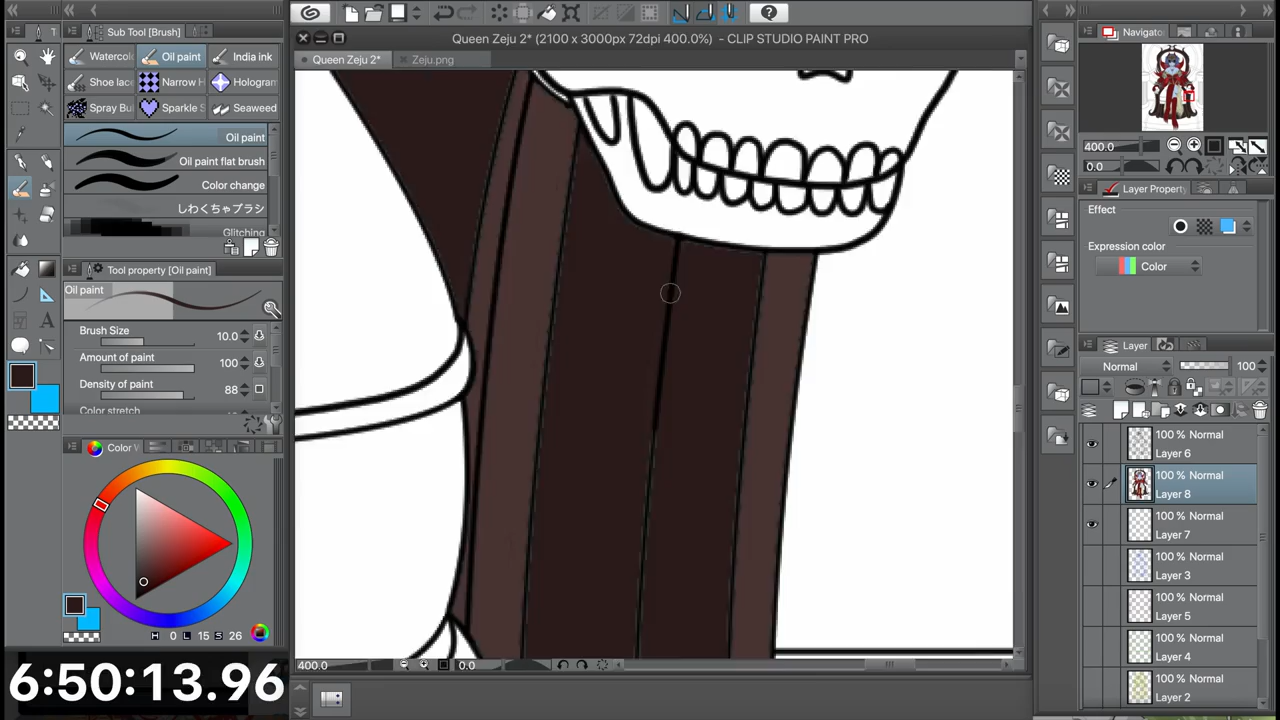 Queen Zeju 2* (2100 x 3000px 72dpi 400.0%) - CLIP STUDIO PAINT PRO
Queen Zeju 2*
Zeju.png
T
Sub Tool [Brush]
Watercol
Oil paint
India ink
Shoe lace
Narrow H
Hologram
Spray Bu
Sparkle S
Seaweed
Oil paint
Oil paint flat brush
Color change
しわくちゃブラシ
Glitching
Tool property [Oil paint]
Oil paint
Brush Size
10.0
Amount of paint
100
Density of paint
88
Color stretch
Color
H 0 L 15 S 26
6:50:13.96
400.0
0.0
Navigator
400.0
0.0
Layer Property
Effect
Expression color
Color
Layer
Normal
100
100 % Normal
Layer 6
100 % Normal
Layer 8
100 % Normal
Layer 7
100 % Normal
Layer 3
100 % Normal
Layer 5
100 % Normal
Layer 4
100 % Normal
Layer 2